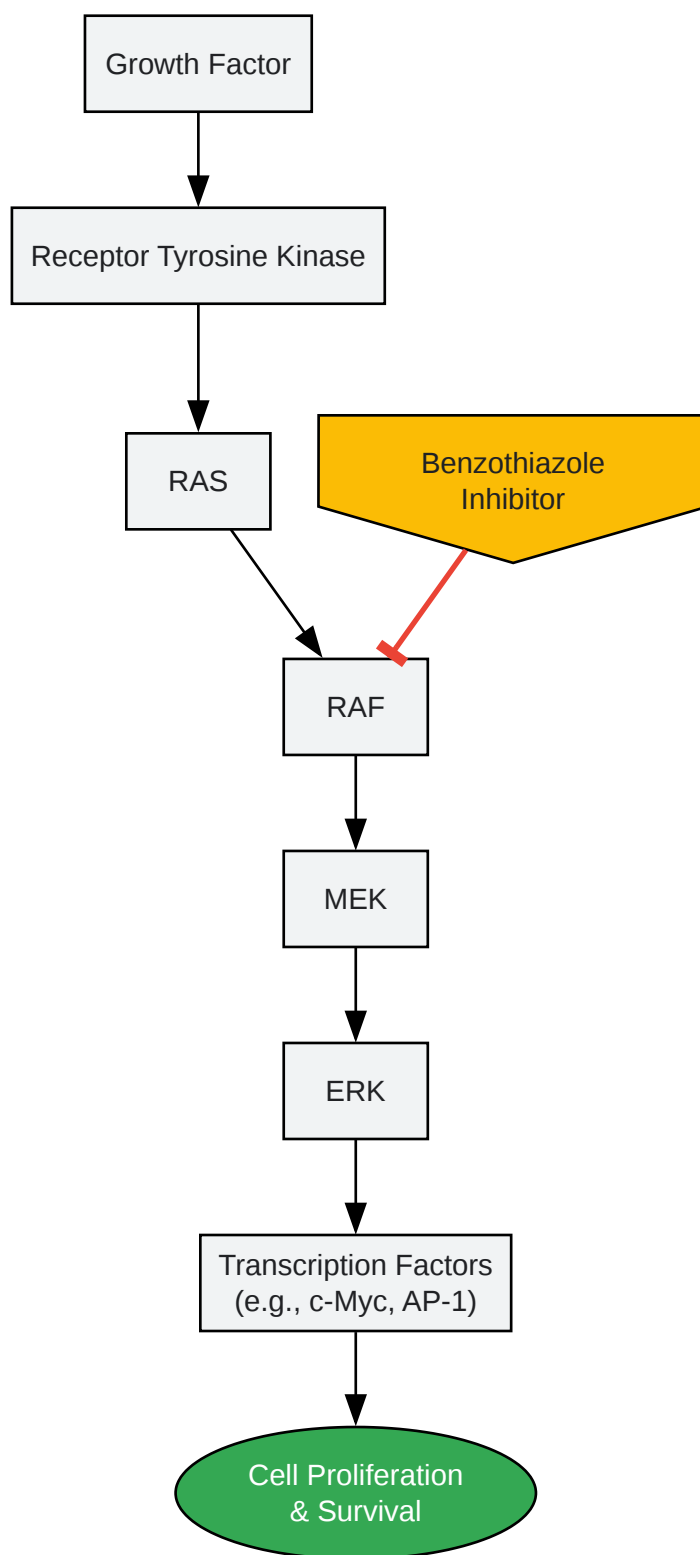 Growth Factor
Receptor Tyrosine Kinase
RAS
Benzothiazole
Inhibitor
RAF
MEK
ERK
Transcription Factors
(e.g., c-Myc, AP-1)
Cell Proliferation
& Survival